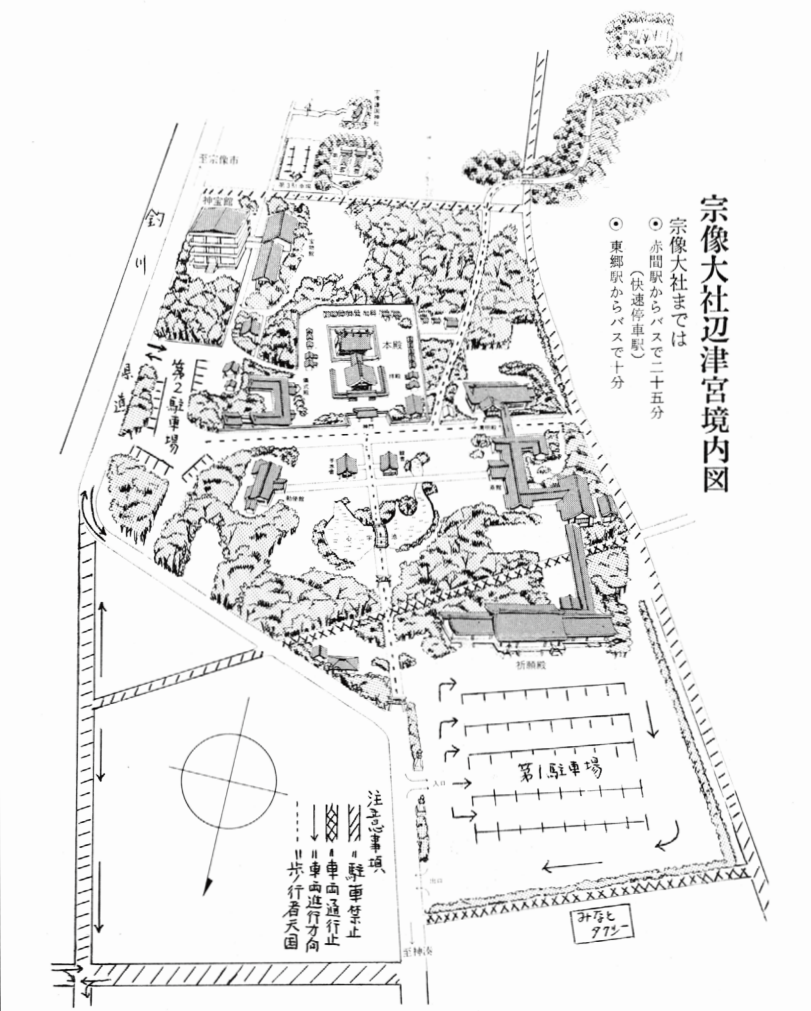 宗像大社辺津宮境内図
宗像大社までは
赤間駅からバスで二十五分
(快速停車駅)
東郷駅からバスで十分
至宗像市
神宝館
釣川
本殿
拝殿
県道
第2駐車場
祈願殿
第1駐車場
入口
注意事項
=駐車禁止
=車両通行止
=車両進行方向
=歩行者天国
至神湊
みなと
タクシー